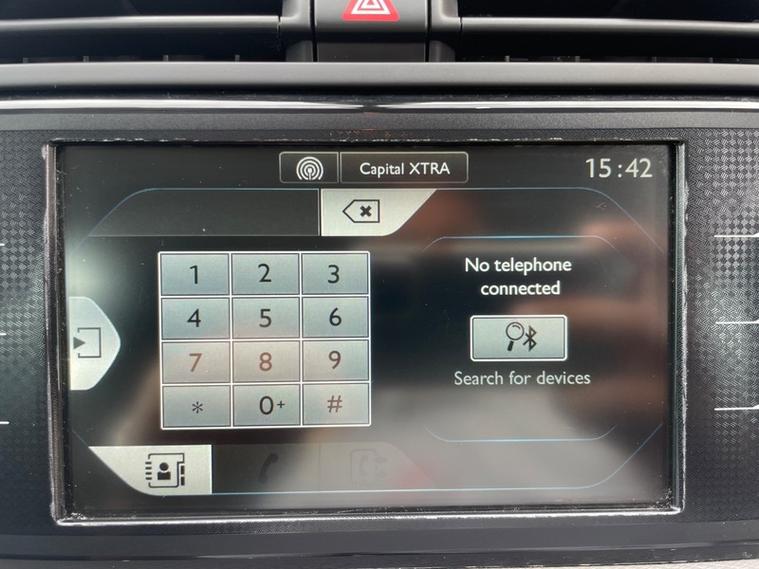 Capital XTRA
15:42
1 2 3
No telephone
connected
4 5 6
7 8 9
Search for devices
* 0+ #